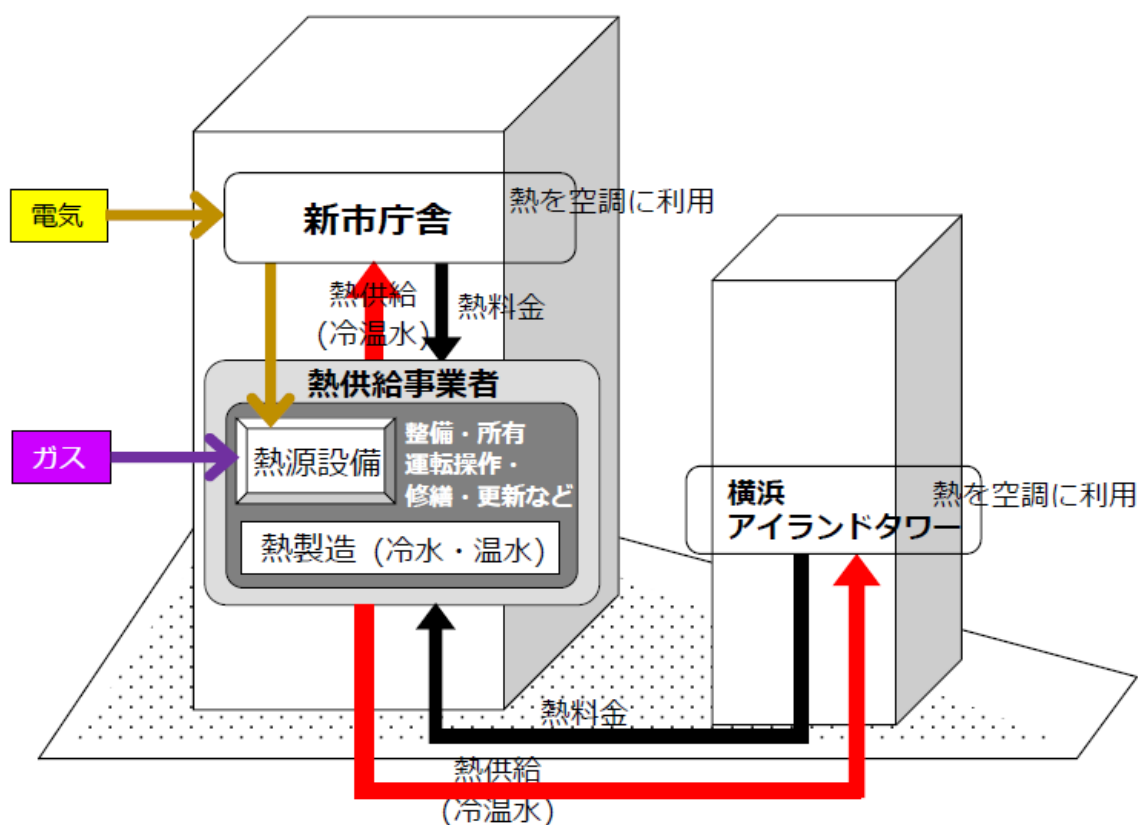 電気
新市庁舎
熱を空調に利用
熱供給
(冷温水)
熱料金
熱供給事業者
ガス
熱源設備
整備・所有
運転操作・
修繕・更新など
熱製造 (冷水・温水)
横浜
アイランドタワー
熱を空調に利用
熱料金
熱供給
(冷温水)